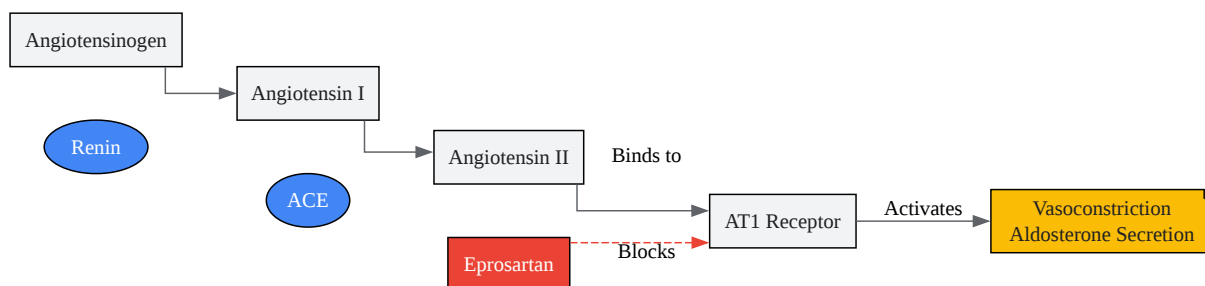 Angiotensinogen
Angiotensin I
Renin
Angiotensin II
Binds to
ACE
AT1 Receptor
Activates
Vasoconstriction
Aldosterone Secretion
Eprosartan
Blocks